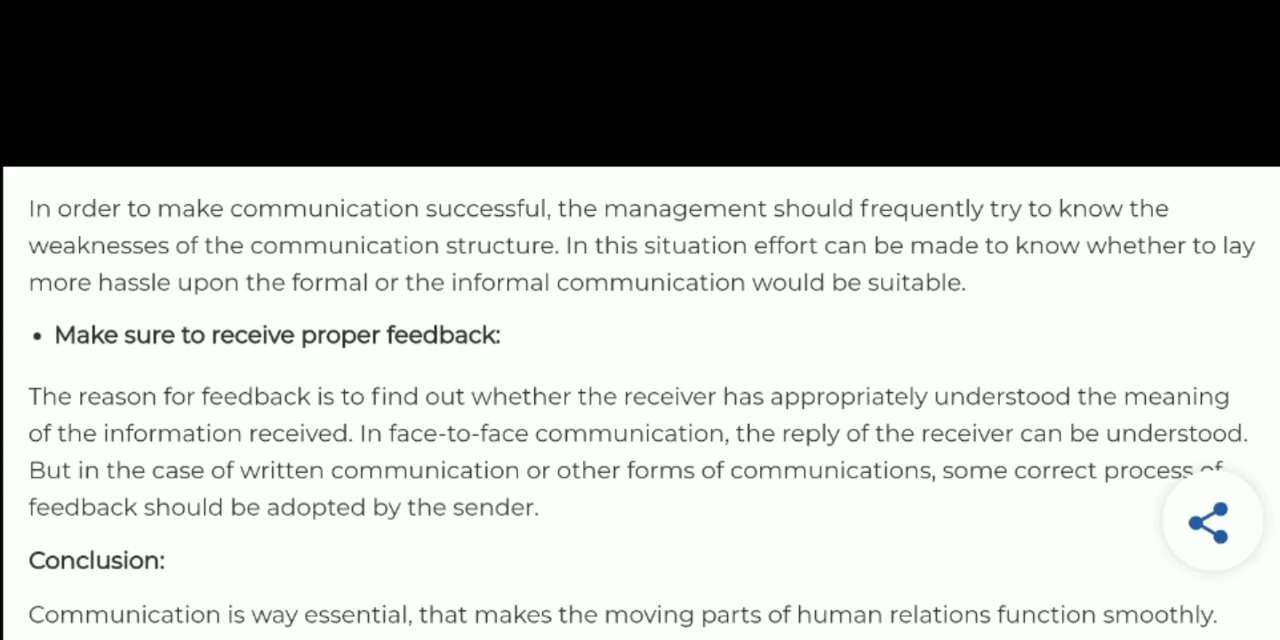 In order to make communication successful, the management should frequently try to know the
weaknesses of the communication structure. In this situation effort can be made to know whether to lay
more hassle upon the formal or the informal communication would be suitable.
• Make sure to receive proper feedback:
The reason for feedback is to find out whether the receiver has appropriately understood the meaning
of the information received. In face-to-face communication, the reply of the receiver can be understood.
But in the case of written communication or other forms of communications, some correct process of
feedback should be adopted by the sender.
Conclusion:
Communication is way essential, that makes the moving parts of human relations function smoothly.